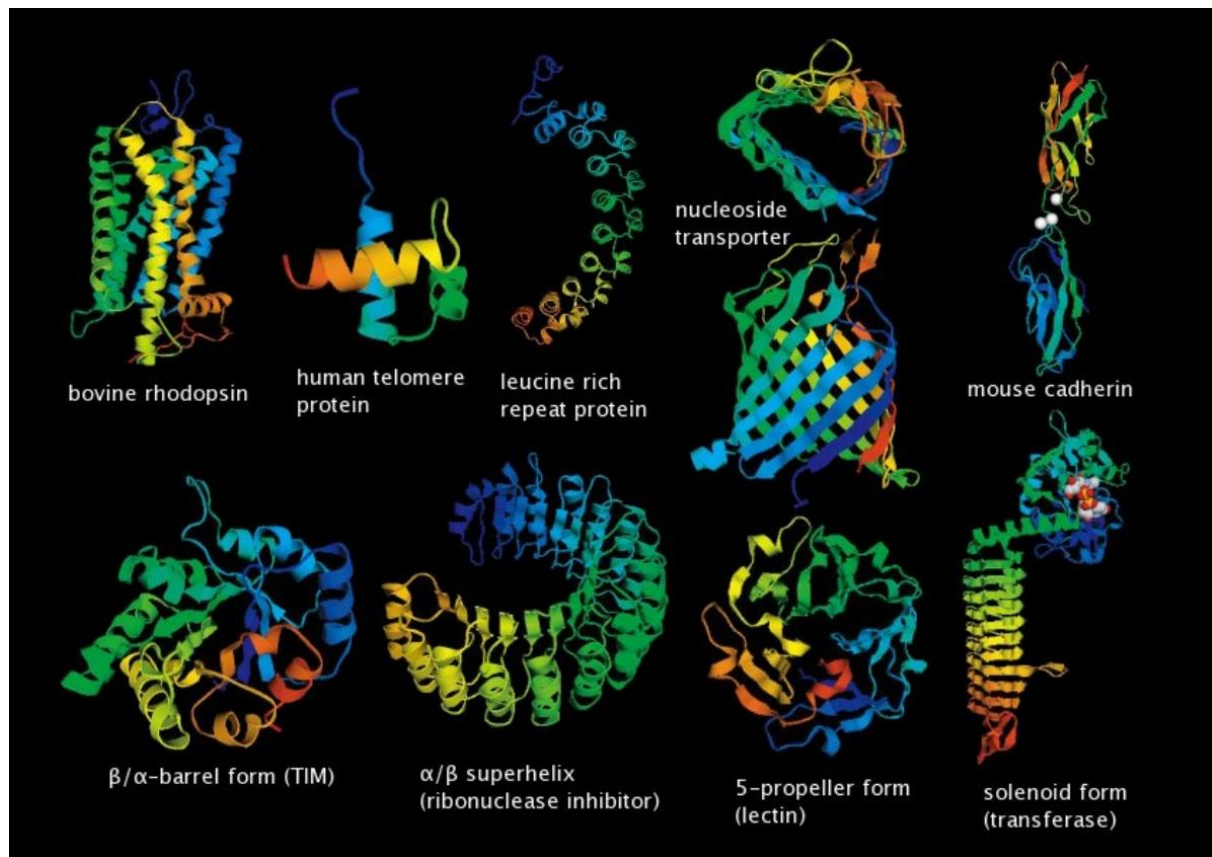 nucleoside
transporter
bovine rhodopsin
human telomere
protein
leucine rich
repeat protein
mouse cadherin
β/α-barrel form (TIM)
α/β superhelix
(ribonuclease inhibitor)
5-propeller form
(lectin)
solenoid form
(transferase)